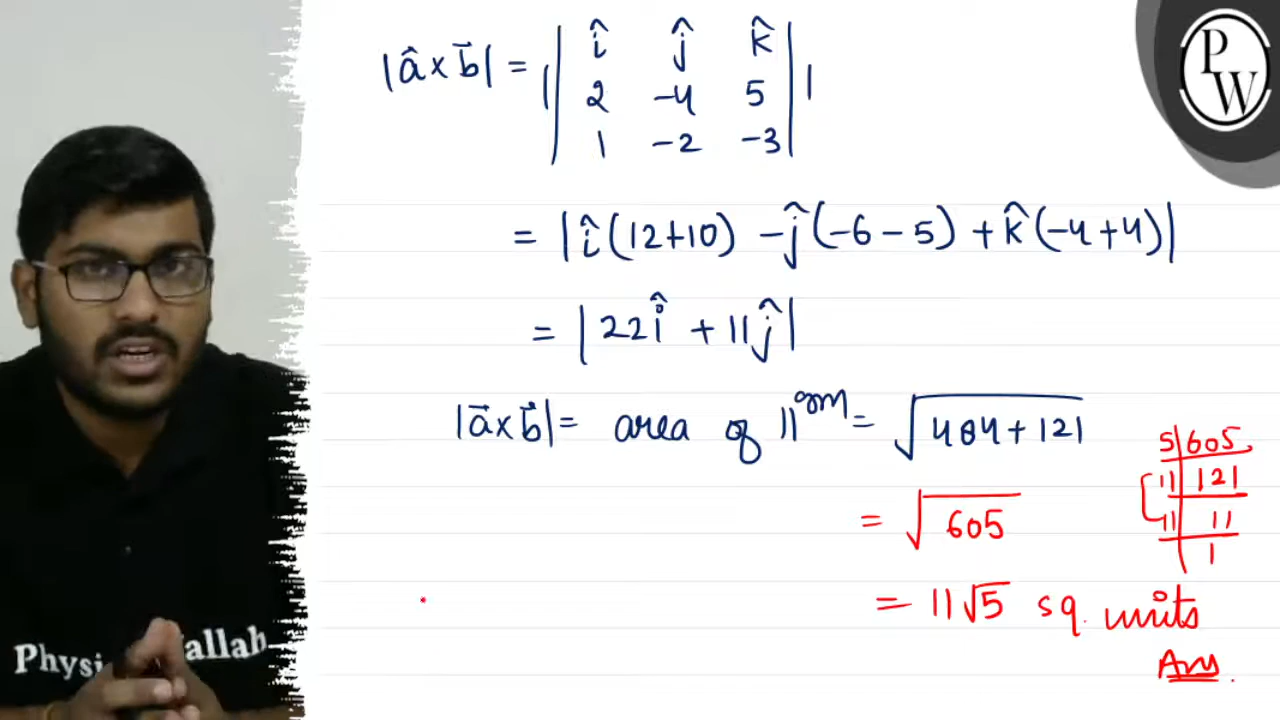 PW
|â × b⃗| = | | î ĵ k̂ | |
2 -4 5
1 -2 -3
= | î(12+10) - ĵ(-6-5) + k̂(-4+4) |
= | 22î + 11ĵ |
|a⃗ × b⃗| = area of ||gm = √484+121
= √605
= 11√5 sq. units
Ans.
5 | 605
11 | 121
11 | 11
1
Physi allah